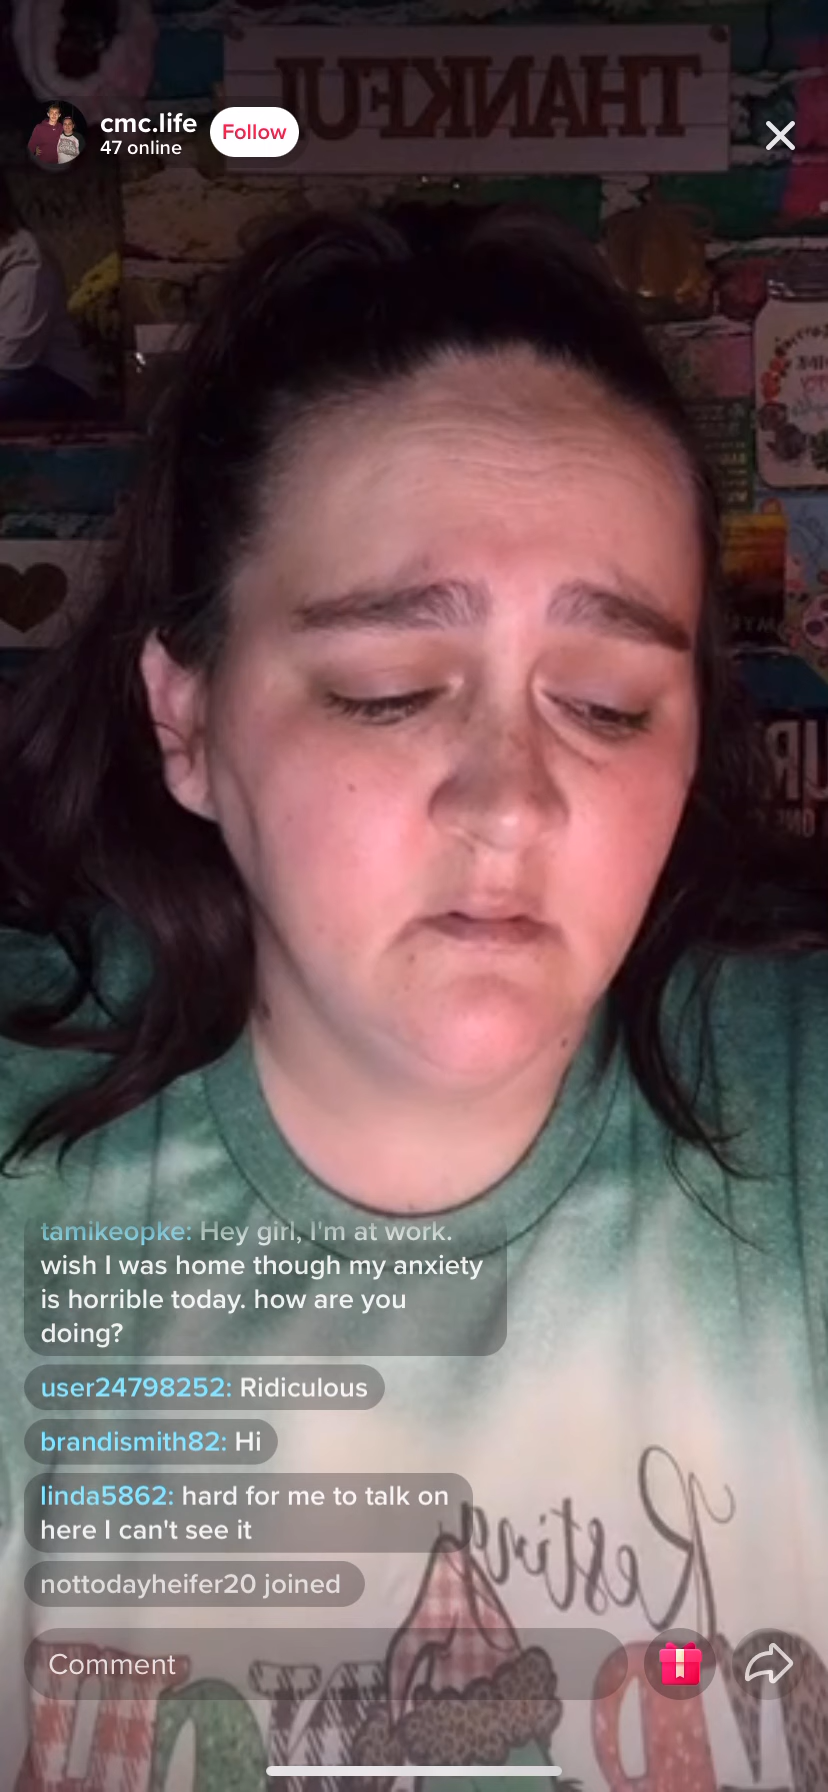 THANKFUL
cmc.life
47 online
Follow
tamikeopke: Hey girl, I'm at work.
wish I was home though my anxiety
is horrible today. how are you
doing?
user24798252: Ridiculous
brandismith82: Hi
linda5862: hard for me to talk on
here I can't see it
nottodayheifer20 joined
Resting
Comment